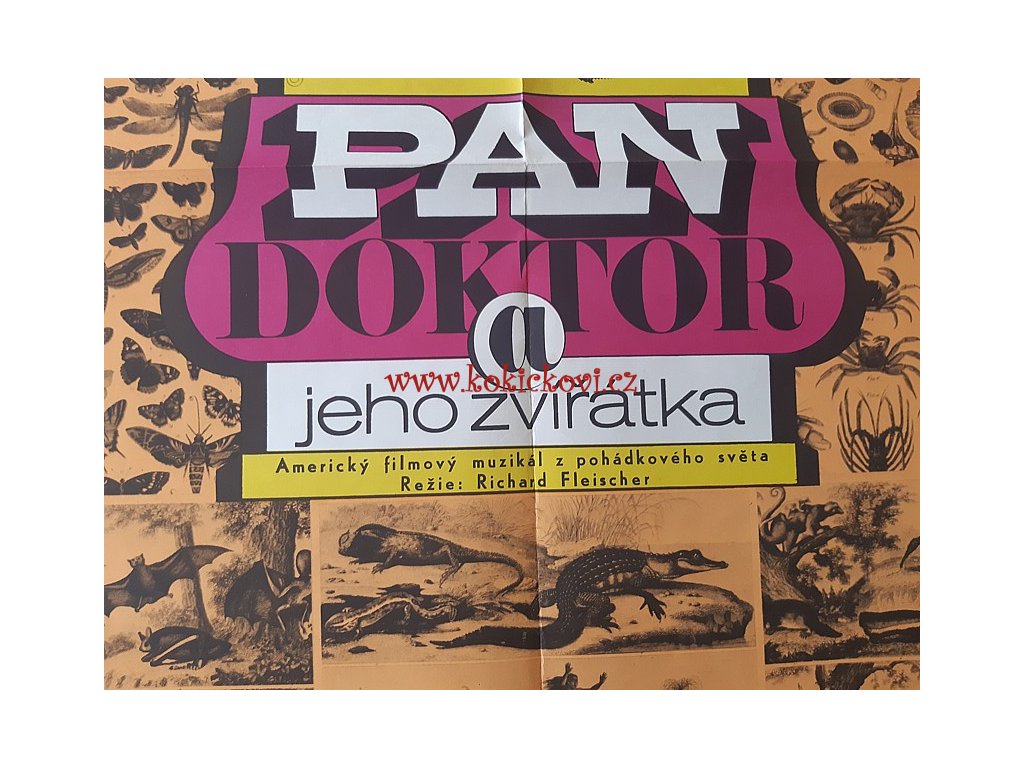 PAN
DOKTOR
a
www.kokickovi.cz
jeho zvířátka
Americký filmový muzikál z pohádkového světa
Režie: Richard Fleischer